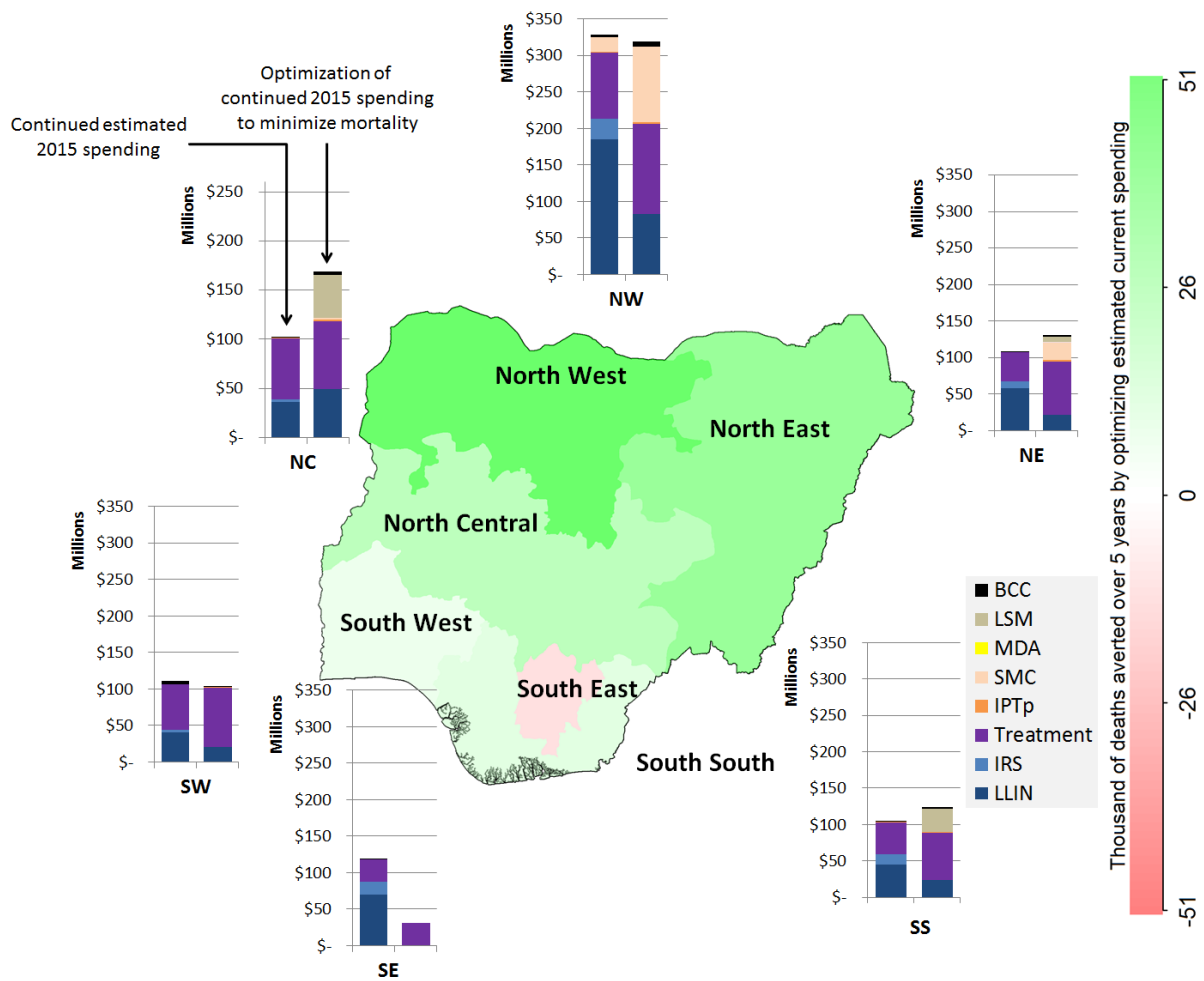 Continued estimated
2015 spending
Optimization of
continued 2015 spending
to minimize mortality
Millions
$250
$200
$150
$100
$50
$-
NC
Millions
$350
$300
$250
$200
$150
$100
$50
$-
NW
Millions
$350
$300
$250
$200
$150
$100
$50
$-
NE
North West
North East
North Central
South West
South East
South South
Millions
$350
$300
$250
$200
$150
$100
$50
$-
SW
Millions
$350
$300
$250
$200
$150
$100
$50
$-
SE
Millions
$350
$300
$250
$200
$150
$100
$50
$-
SS
BCC
LSM
MDA
SMC
IPTp
Treatment
IRS
LLIN
Thousand of deaths averted over 5 years by optimizing estimated current spending
51
26
0
-26
-51